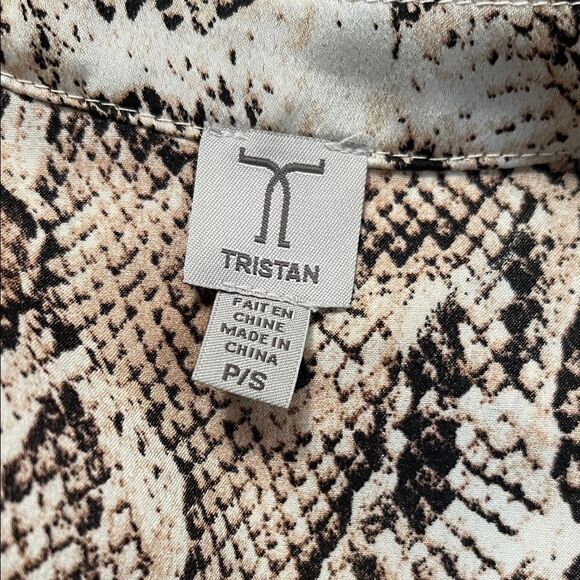 TRISTAN
FAIT EN
CHINE
MADE IN
CHINA
P/S